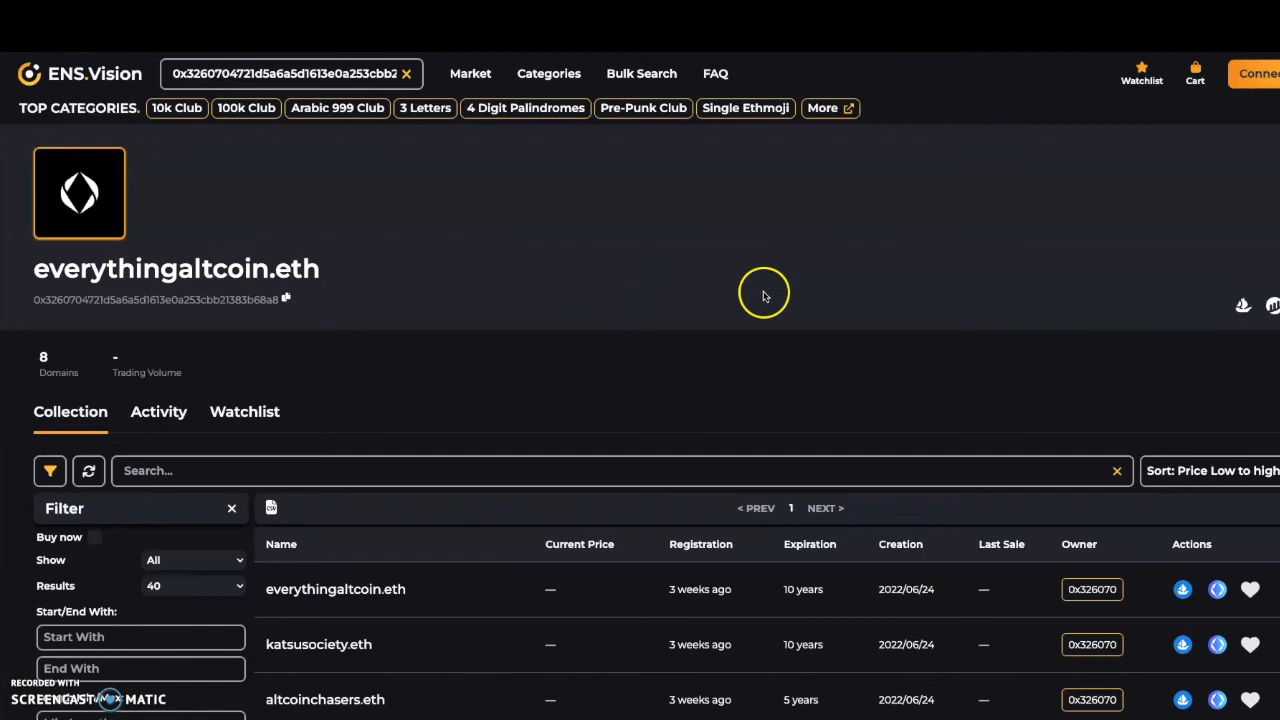 ENS.Vision 0x3260704721d5a6a5d1613e0a253cbb2 Market Categories Bulk Search FAQ Watchlist Cart Connec
TOP CATEGORIES. 10k Club 100k Club Arabic 999 Club 3 Letters 4 Digit Palindromes Pre-Punk Club Single Ethmoji More
everythingaltcoin.eth
0x3260704721d5a6a5d1613e0a253cbb21383b68a8
8 -
Domains Trading Volume
Collection Activity Watchlist
Search... Sort: Price Low to high
Filter CSV < PREV 1 NEXT >
Buy now
Name Current Price Registration Expiration Creation Last Sale Owner Actions
Show All
Results 40
everythingaltcoin.eth — 3 weeks ago 10 years 2022/06/24 — 0x326070
Start/End With:
Start With
katsusociety.eth — 3 weeks ago 10 years 2022/06/24 — 0x326070
End With
RECORDED WITH
SCREENCAST MATIC
altcoinchasers.eth — 3 weeks ago 5 years 2022/06/24 — 0x326070